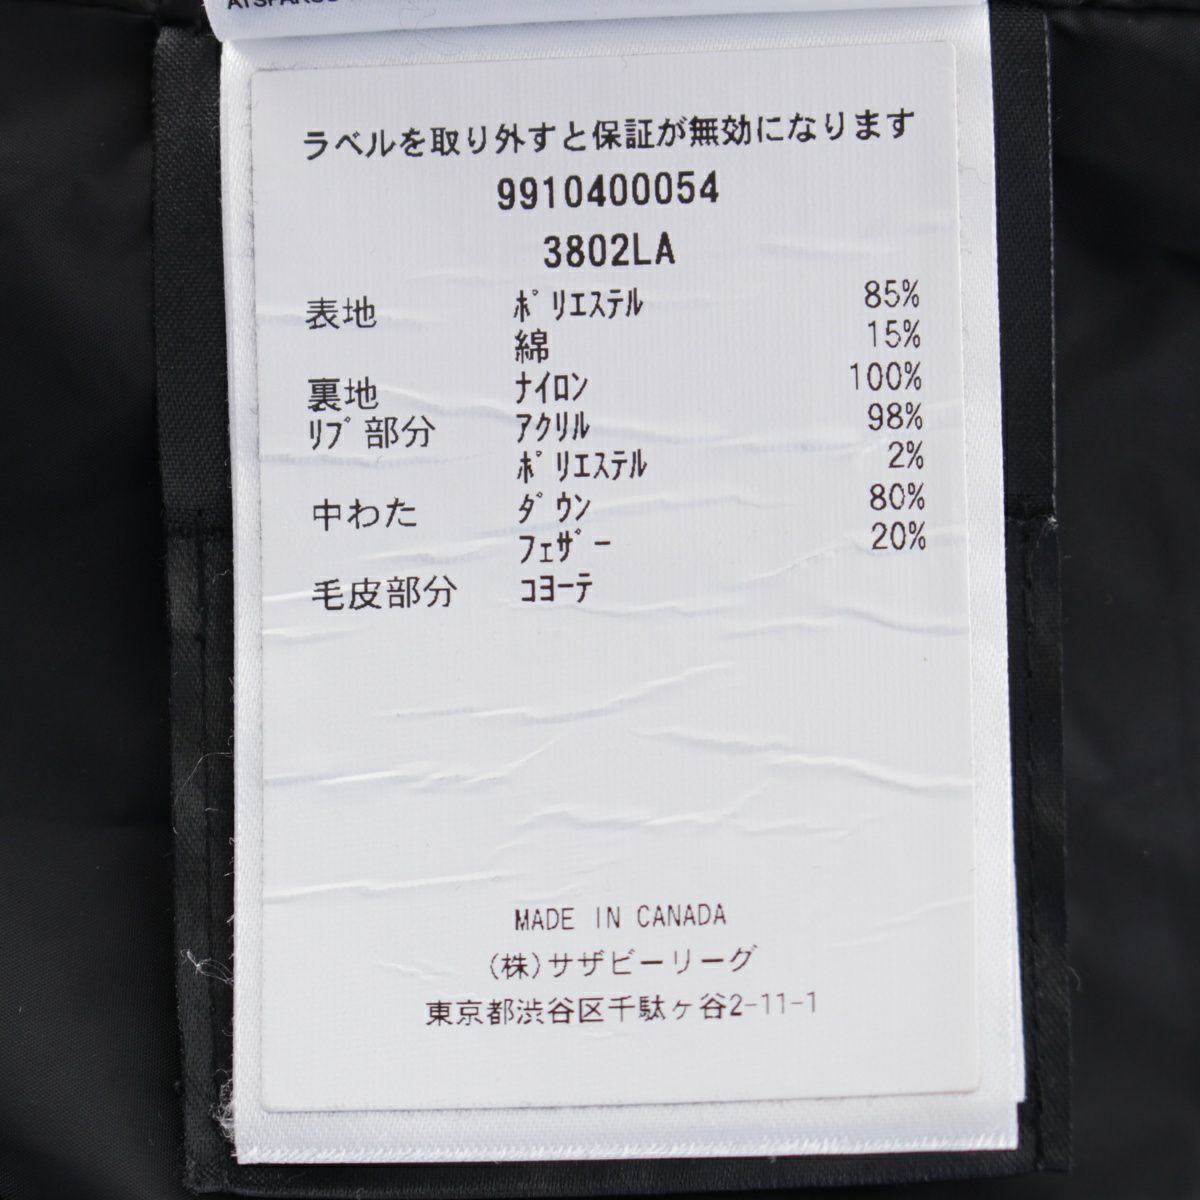 ラベルを取り外すと保証が無効になります
9910400054
3802LA
表地 ポリエステル 85%
綿 15%
裏地 ナイロン 100%
リブ部分 アクリル 98%
ポリエステル 2%
中わた ダウン 80%
フェザー 20%
毛皮部分 コヨーテ
MADE IN CANADA
(株)サザビーリーグ
東京都渋谷区千駄ヶ谷2-11-1